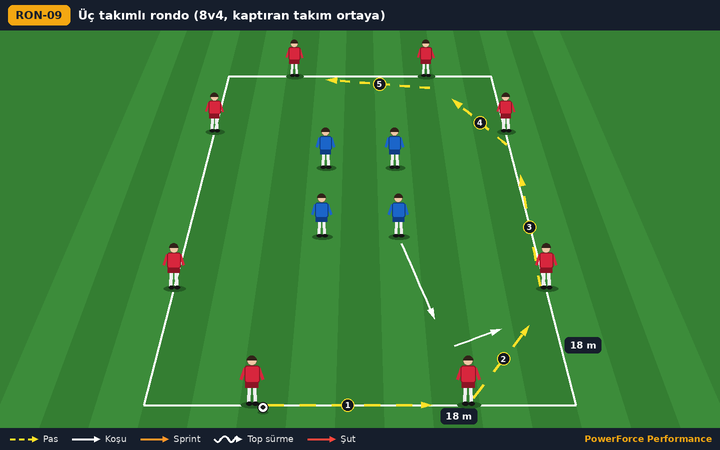 RON-09 Üç takımlı rondo (8v4, kaptıran takım ortaya)
5
4
3
18 m
2
1
18 m
Pas Koşu Sprint Top sürme Şut PowerForce Performance